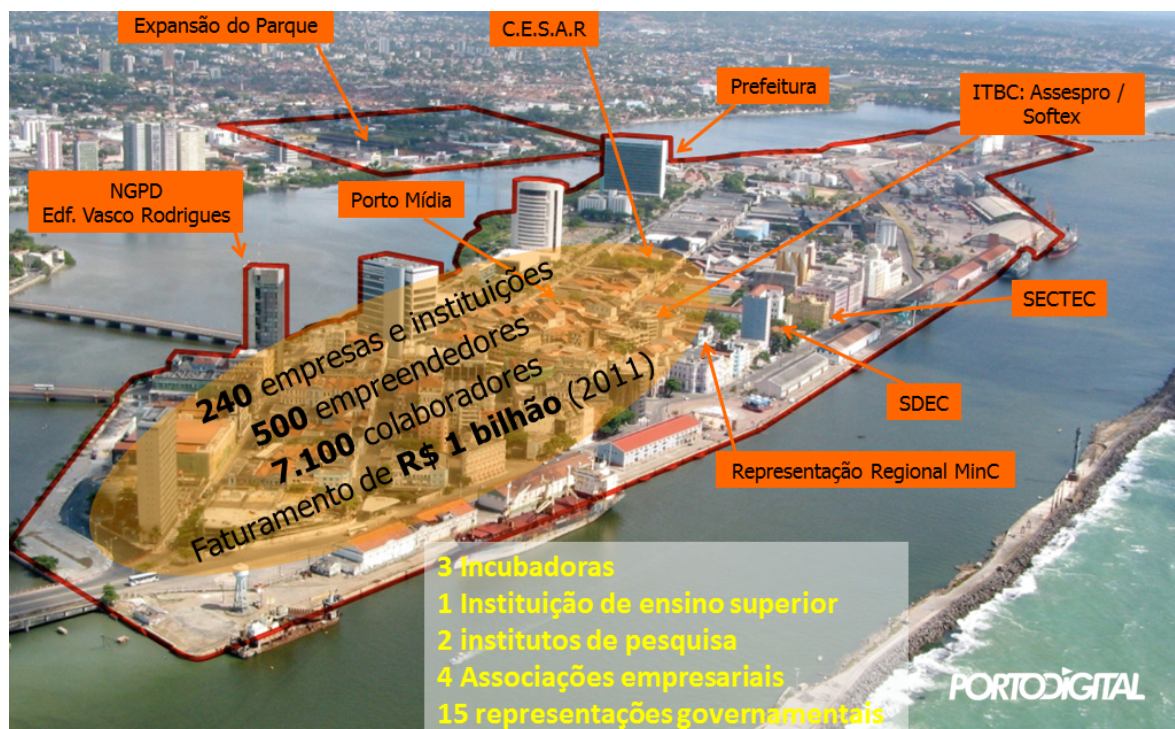 Expansão do Parque
C.E.S.A.R
Prefeitura
ITBC: Assespro /
Softex
NGPD
Edf. Vasco Rodrigues
Porto Mídia
240 empresas e instituições
500 empreendedores
7.100 colaboradores
Faturamento de R$ 1 bilhão (2011)
SECTEC
SDEC
Representação Regional MinC
3 Incubadoras
1 Instituição de ensino superior
2 institutos de pesquisa
4 Associações empresariais
15 representações governamentais
PORTODIGITAL